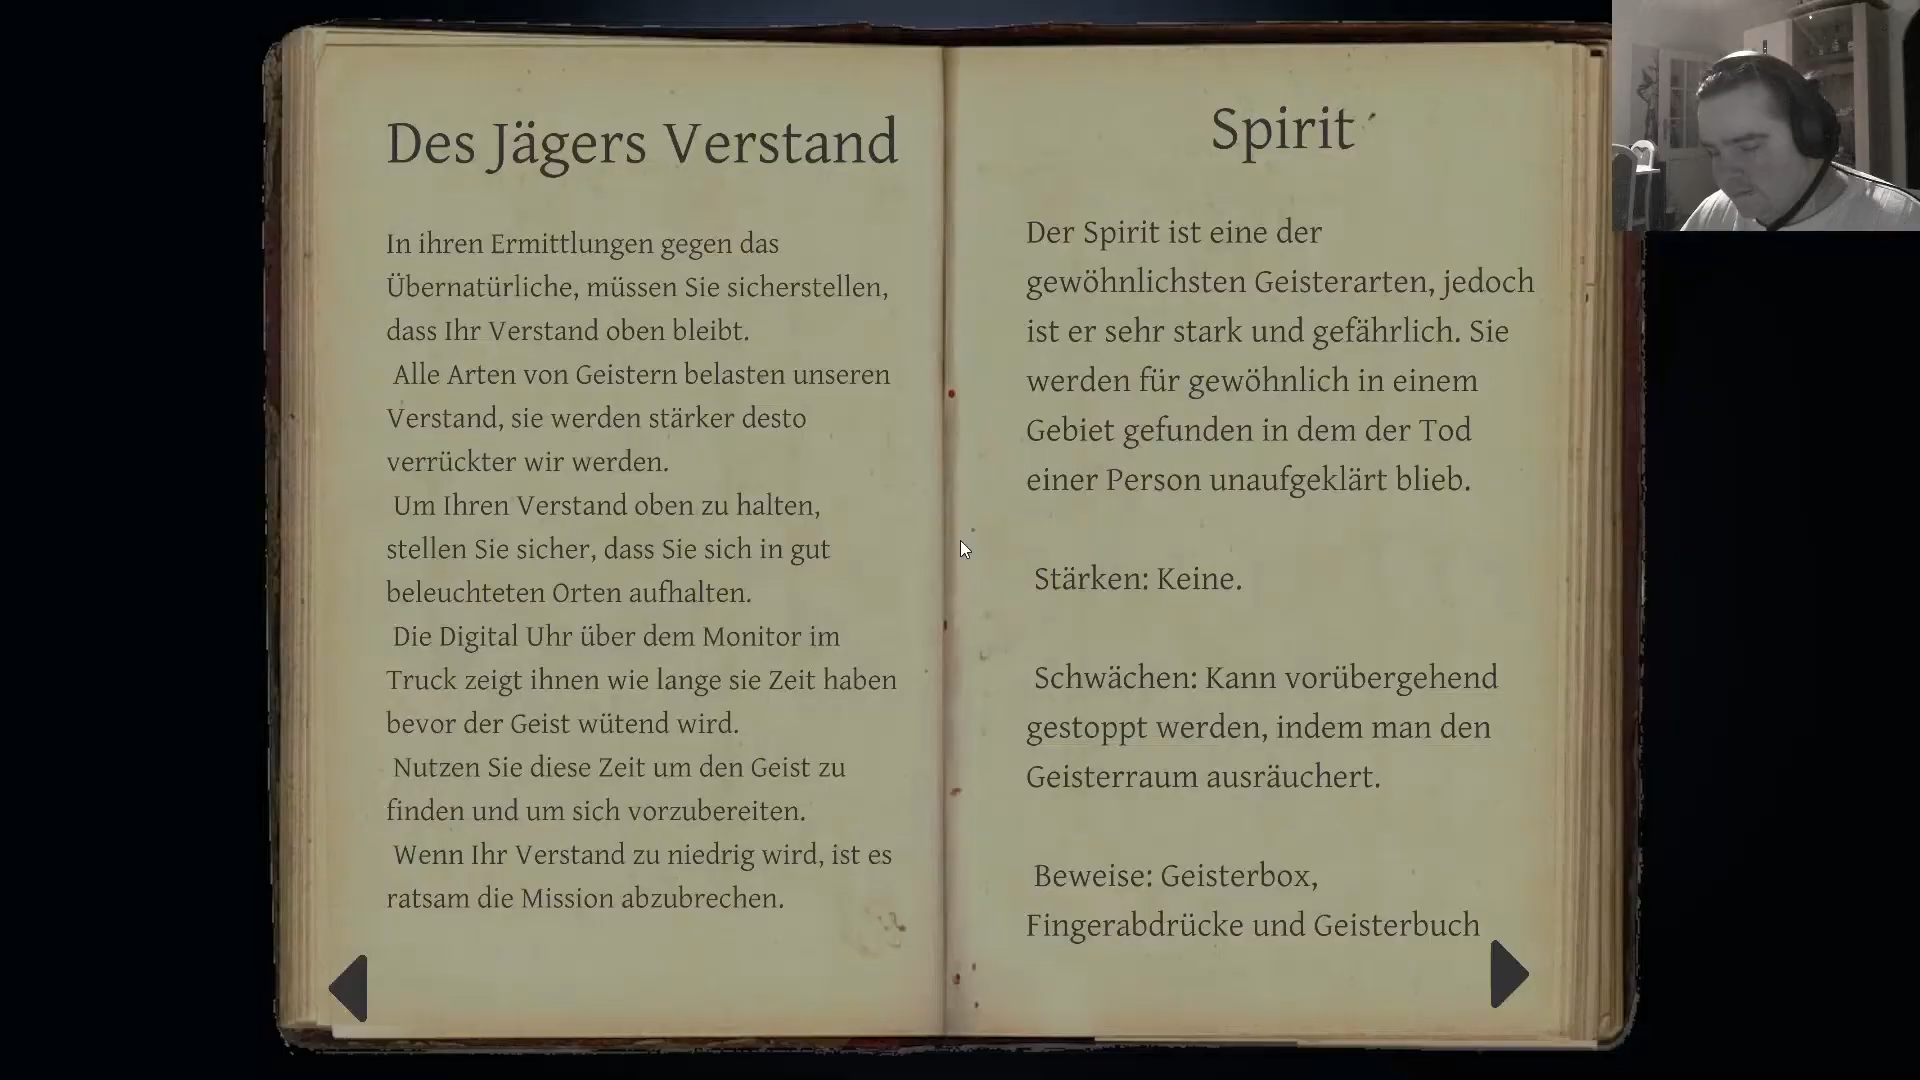 Des Jägers Verstand
In ihren Ermittlungen gegen das
Übernatürliche, müssen Sie sicherstellen,
dass Ihr Verstand oben bleibt.
Alle Arten von Geistern belasten unseren
Verstand, sie werden stärker desto
verrückter wir werden.
Um Ihren Verstand oben zu halten,
stellen Sie sicher, dass Sie sich in gut
beleuchteten Orten aufhalten.
Die Digital Uhr über dem Monitor im
Truck zeigt ihnen wie lange sie Zeit haben
bevor der Geist wütend wird.
Nutzen Sie diese Zeit um den Geist zu
finden und um sich vorzubereiten.
Wenn Ihr Verstand zu niedrig wird, ist es
ratsam die Mission abzubrechen.
Spirit
Der Spirit ist eine der
gewöhnlichsten Geisterarten, jedoch
ist er sehr stark und gefährlich. Sie
werden für gewöhnlich in einem
Gebiet gefunden in dem der Tod
einer Person unaufgeklärt blieb.
Stärken: Keine.
Schwächen: Kann vorübergehend
gestoppt werden, indem man den
Geisterraum ausräuchert.
Beweise: Geisterbox,
Fingerabdrücke und Geisterbuch